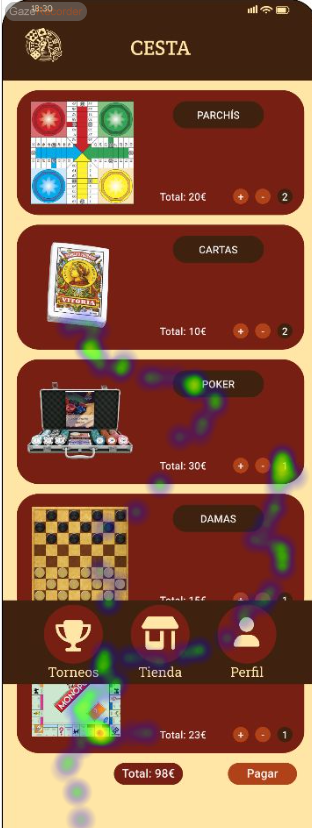 GazeRecorder
18:30
CESTA
PARCHÍS
Total: 20€
+
-
2
CARTAS
VITORIA
Total: 10€
+
-
2
POKER
Total: 30€
+
-
1
DAMAS
Total: 15€
1
Torneos
Tienda
Perfil
MONOPOLY
Total: 23€
+
-
1
Total: 98€
Pagar